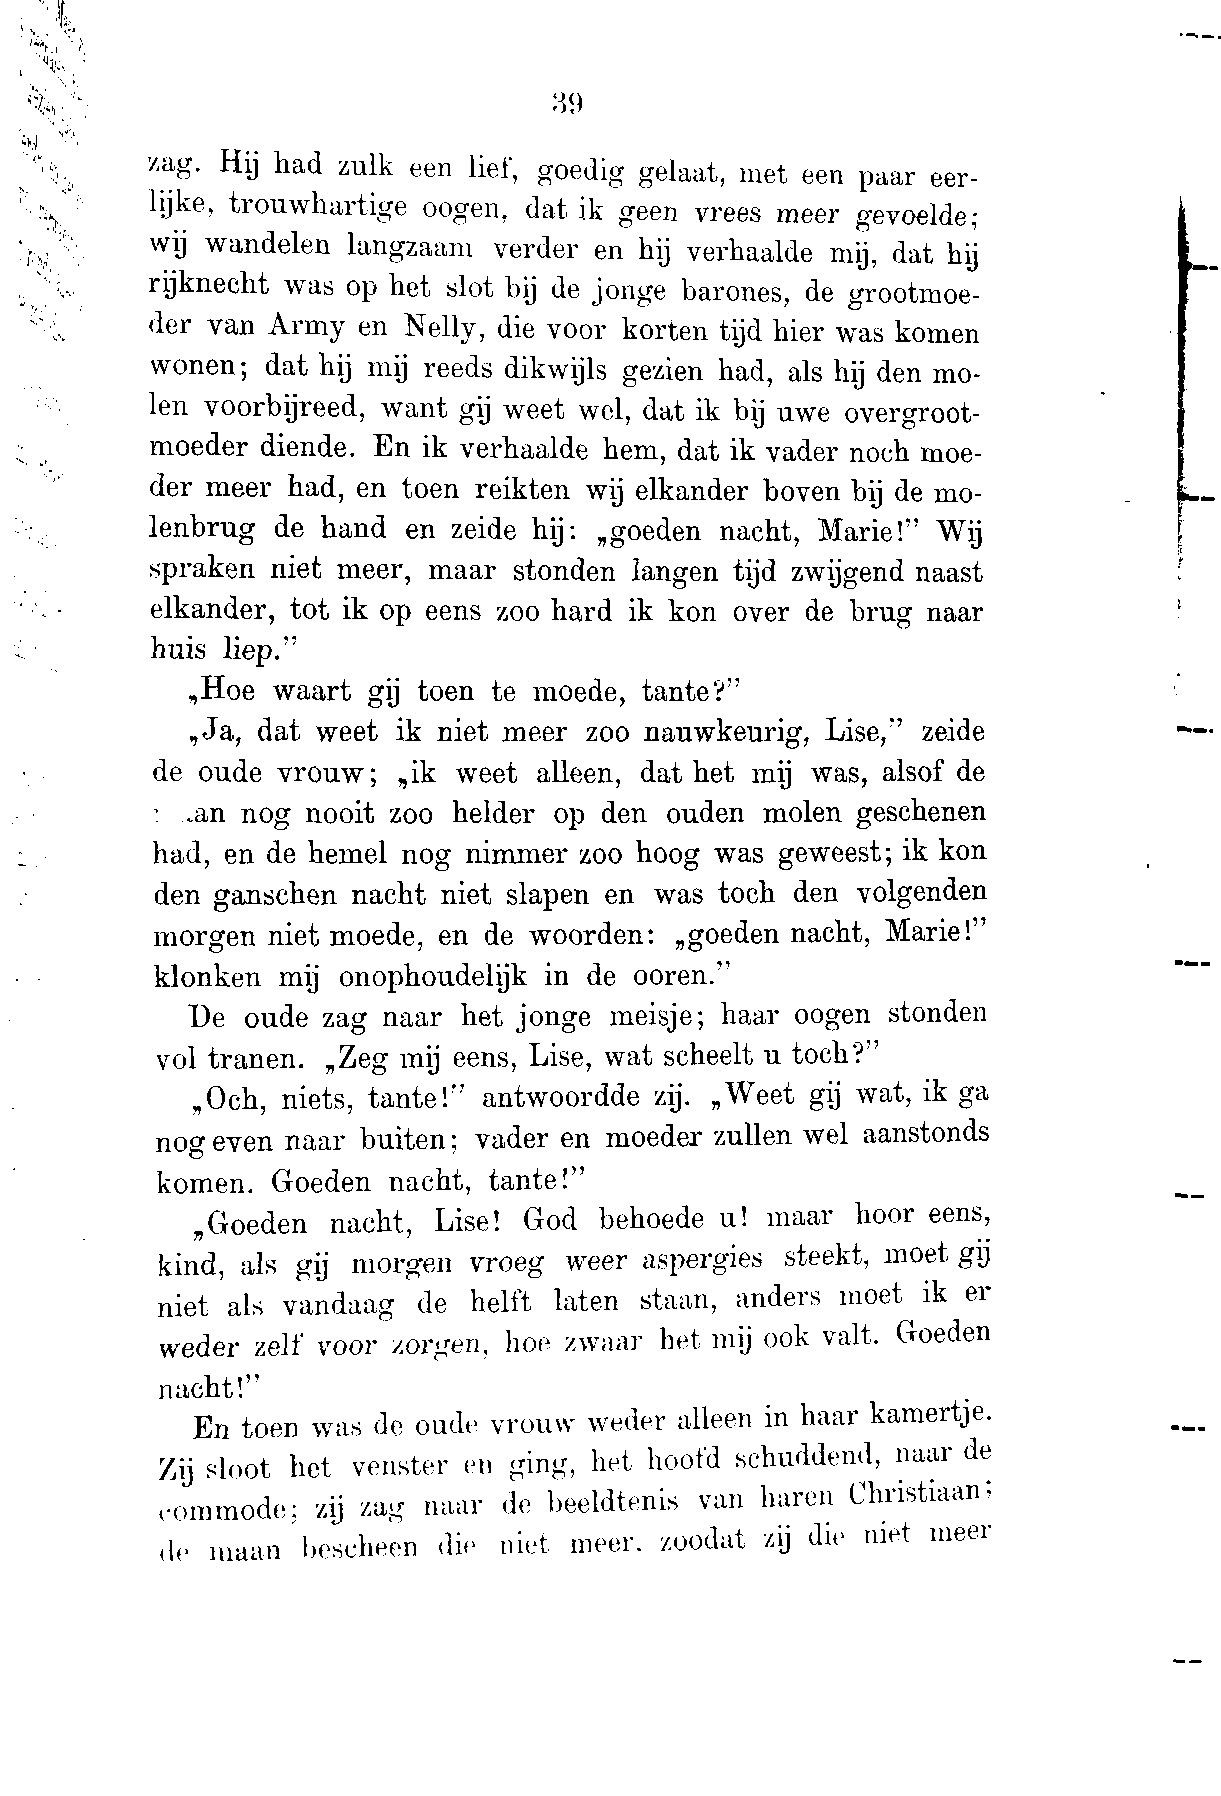 39
zag. Hij had zulk een lief, goedig gelaat, met een paar eer-
lijke, trouwhartige oogen, dat ik geen vrees meer gevoelde;
wij wandelen langzaam verder en hij verhaalde mij, dat hij
rijknecht was op het slot bij de jonge barones, de grootmoe-
der van Army en Nelly, die voor korten tijd hier was komen
wonen; dat hij mij reeds dikwijls gezien had, als hij den mo-
len voorbijreed, want gij weet wel, dat ik bij uwe overgroot-
moeder diende. En ik verhaalde hem, dat ik vader noch moe-
der meer had, en toen reikten wij elkander boven bij de mo-
lenbrug de hand en zeide hij: „goeden nacht, Marie!” Wij
spraken niet meer, maar stonden langen tijd zwijgend naast
elkander, tot ik op eens zoo hard ik kon over de brug naar
huis liep.”
„Hoe waart gij toen te moede, tante?”
„Ja, dat weet ik niet meer zoo nauwkeurig, Lise,” zeide
de oude vrouw; „ik weet alleen, dat het mij was, alsof de
nog nooit zoo helder op den ouden molen geschenen
had, en de hemel nog nimmer zoo hoog was geweest; ik kon
den ganschen nacht niet slapen en was toch den volgenden
morgen niet moede, en de woorden: „goeden nacht, Marie!”
klonken mij onophoudelijk in de ooren.”
De oude zag naar het jonge meisje; haar oogen stonden
vol tranen. „Zeg mij eens, Lise, wat scheelt u toch?”
„Och, niets, tante!” antwoordde zij. „Weet gij wat, ik ga
nog even naar buiten; vader en moeder zullen wel aanstonds
komen. Goeden nacht, tante!”
„Goeden nacht, Lise! God behoede u! maar hoor eens,
kind, als gij morgen vroeg weer aspergies steekt, moet gij
niet als vandaag de helft laten staan, anders moet ik er
weder zelf voor zorgen, hoe zwaar het mij ook valt. Goeden
nacht!”
En toen was de oude vrouw weder alleen in haar kamertje.
Zij sloot het venster en ging, het hoofd schuddend, naar de
commode; zij zag naar de beeldtenis van haren Christiaan;
de maan bescheen die niet meer. zoodat zij die niet meer